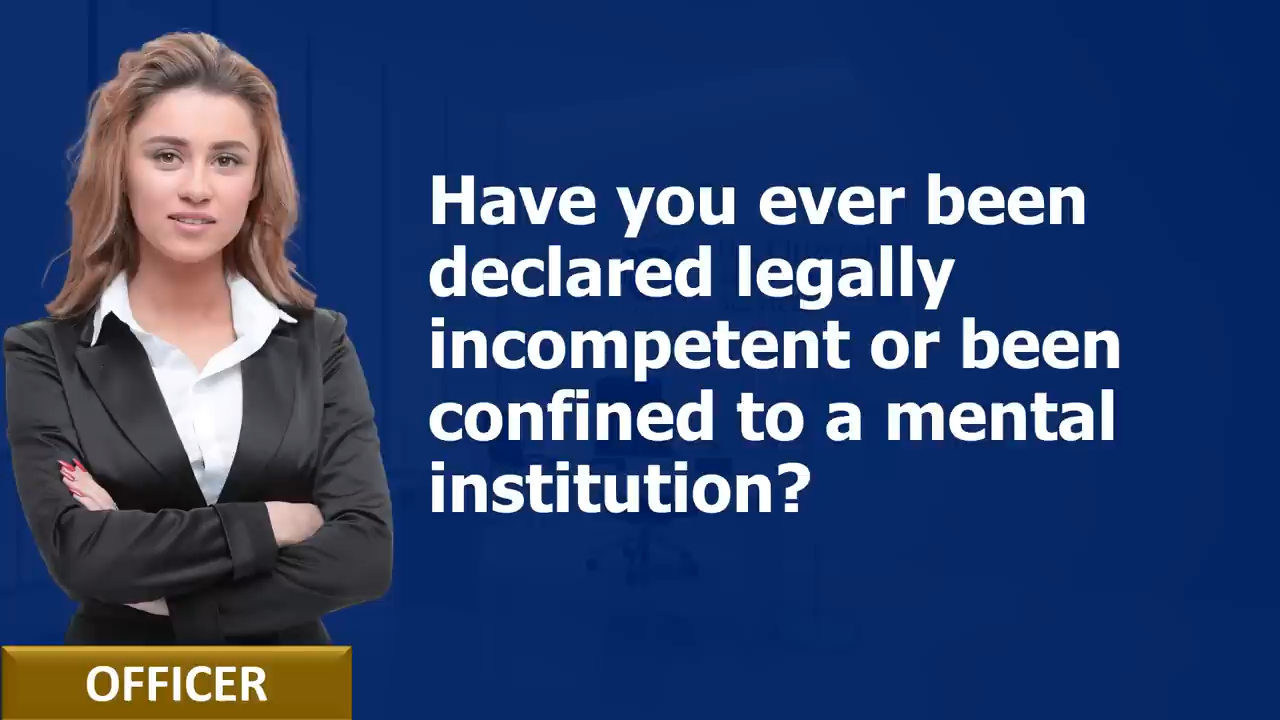 Have you ever been
declared legally
incompetent or been
confined to a mental
institution?
OFFICER